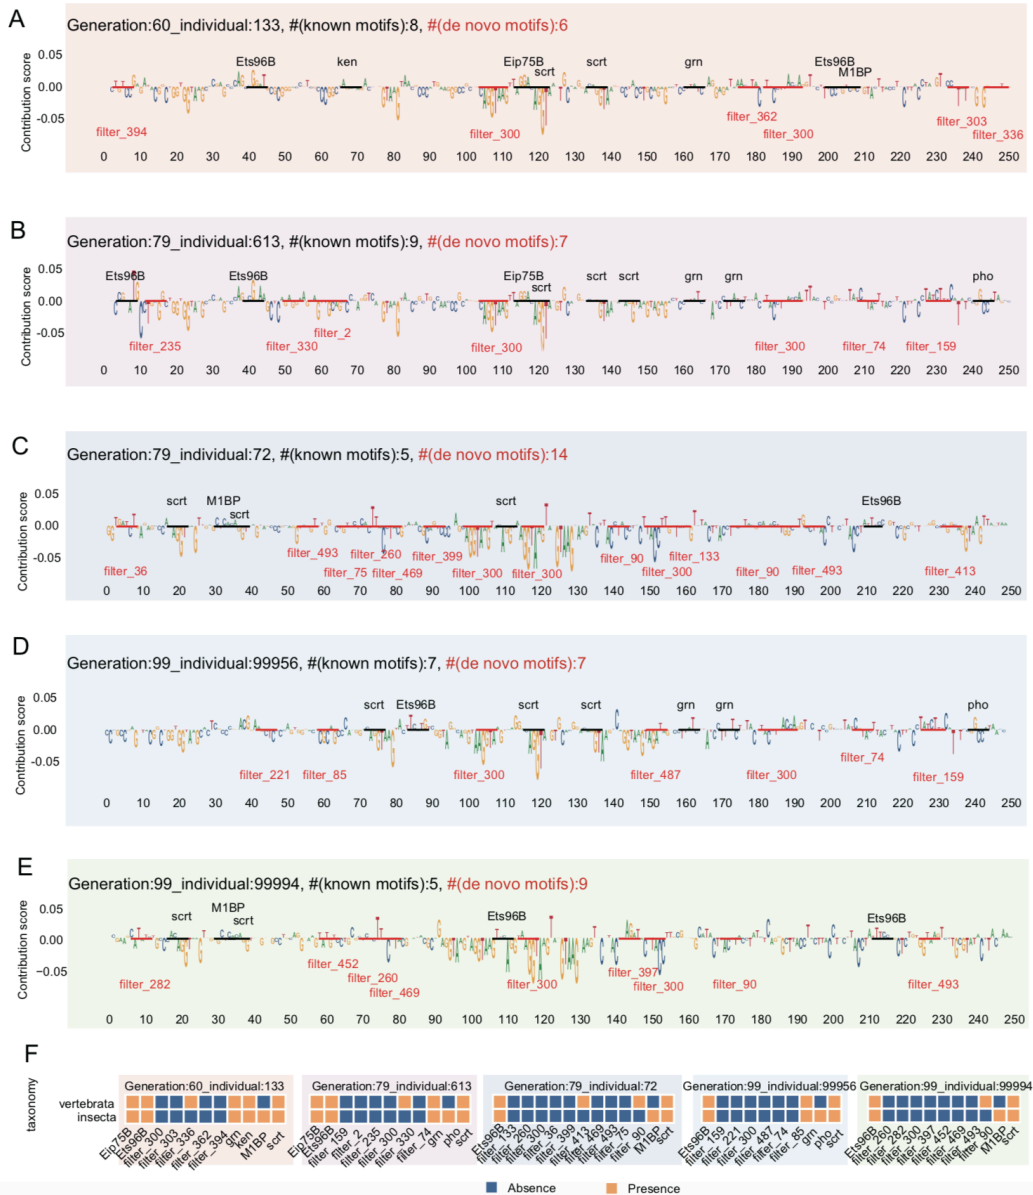 A
Generation:60_individual:133, #(known motifs):8, #(de novo motifs):6
Contribution score
0.05
0.00
-0.05
Ets96B ken Eip75B scrt scrt grn Ets96B M1BP
filter_394 filter_300 filter_362 filter_300 filter_303 filter_336
0 10 20 30 40 50 60 70 80 90 100 110 120 130 140 150 160 170 180 190 200 210 220 230 240 250
B
Generation:79_individual:613, #(known motifs):9, #(de novo motifs):7
Contribution score
0.05
0.00
-0.05
Ets96B Ets96B Eip75B scrt scrt scrt grn grn pho
filter_235 filter_330 filter_2 filter_300 filter_300 filter_74 filter_159
0 10 20 30 40 50 60 70 80 90 100 110 120 130 140 150 160 170 180 190 200 210 220 230 240 250
C
Generation:79_individual:72, #(known motifs):5, #(de novo motifs):14
Contribution score
0.05
0.00
-0.05
scrt M1BP scrt scrt Ets96B
filter_493 filter_260 filter_399 filter_90 filter_133
filter_36 filter_75 filter_469 filter_300 filter_300 filter_300 filter_90 filter_493 filter_413
0 10 20 30 40 50 60 70 80 90 100 110 120 130 140 150 160 170 180 190 200 210 220 230 240 250
D
Generation:99_individual:99956, #(known motifs):7, #(de novo motifs):7
Contribution score
0.05
0.00
-0.05
scrt Ets96B scrt scrt grn grn pho
filter_221 filter_85 filter_300 filter_487 filter_300 filter_74 filter_159
0 10 20 30 40 50 60 70 80 90 100 110 120 130 140 150 160 170 180 190 200 210 220 230 240 250
E
Generation:99_individual:99994, #(known motifs):5, #(de novo motifs):9
Contribution score
0.05
0.00
−0.05
scrt M1BP scrt Ets96B Ets96B
filter_282 filter_452 filter_260 filter_469 filter_300 filter_397 filter_300 filter_90 filter_493
0 10 20 30 40 50 60 70 80 90 100 110 120 130 140 150 160 170 180 190 200 210 220 230 240 250
F
taxonomy
Generation:60_individual:133 Generation:79_individual:613 Generation:79_individual:72 Generation:99_individual:99956 Generation:99_individual:99994
vertebrata
insecta
Eip75B Ets96B filter_300 filter_303 filter_336 filter_362 filter_394 grn ken M1BP scrt
Eip75B Ets96B filter_159 filter_2 filter_235 filter_300 filter_330 filter_74 grn pho scrt
Ets96B filter_133 filter_260 filter_300 filter_36 filter_399 filter_413 filter_469 filter_493 filter_75 filter_90 M1BP scrt
Ets96B filter_159 filter_221 filter_300 filter_487 filter_74 filter_85 grn pho scrt
Ets96B filter_260 filter_282 filter_300 filter_397 filter_452 filter_469 filter_493 filter_90 M1BP scrt
Absence Presence